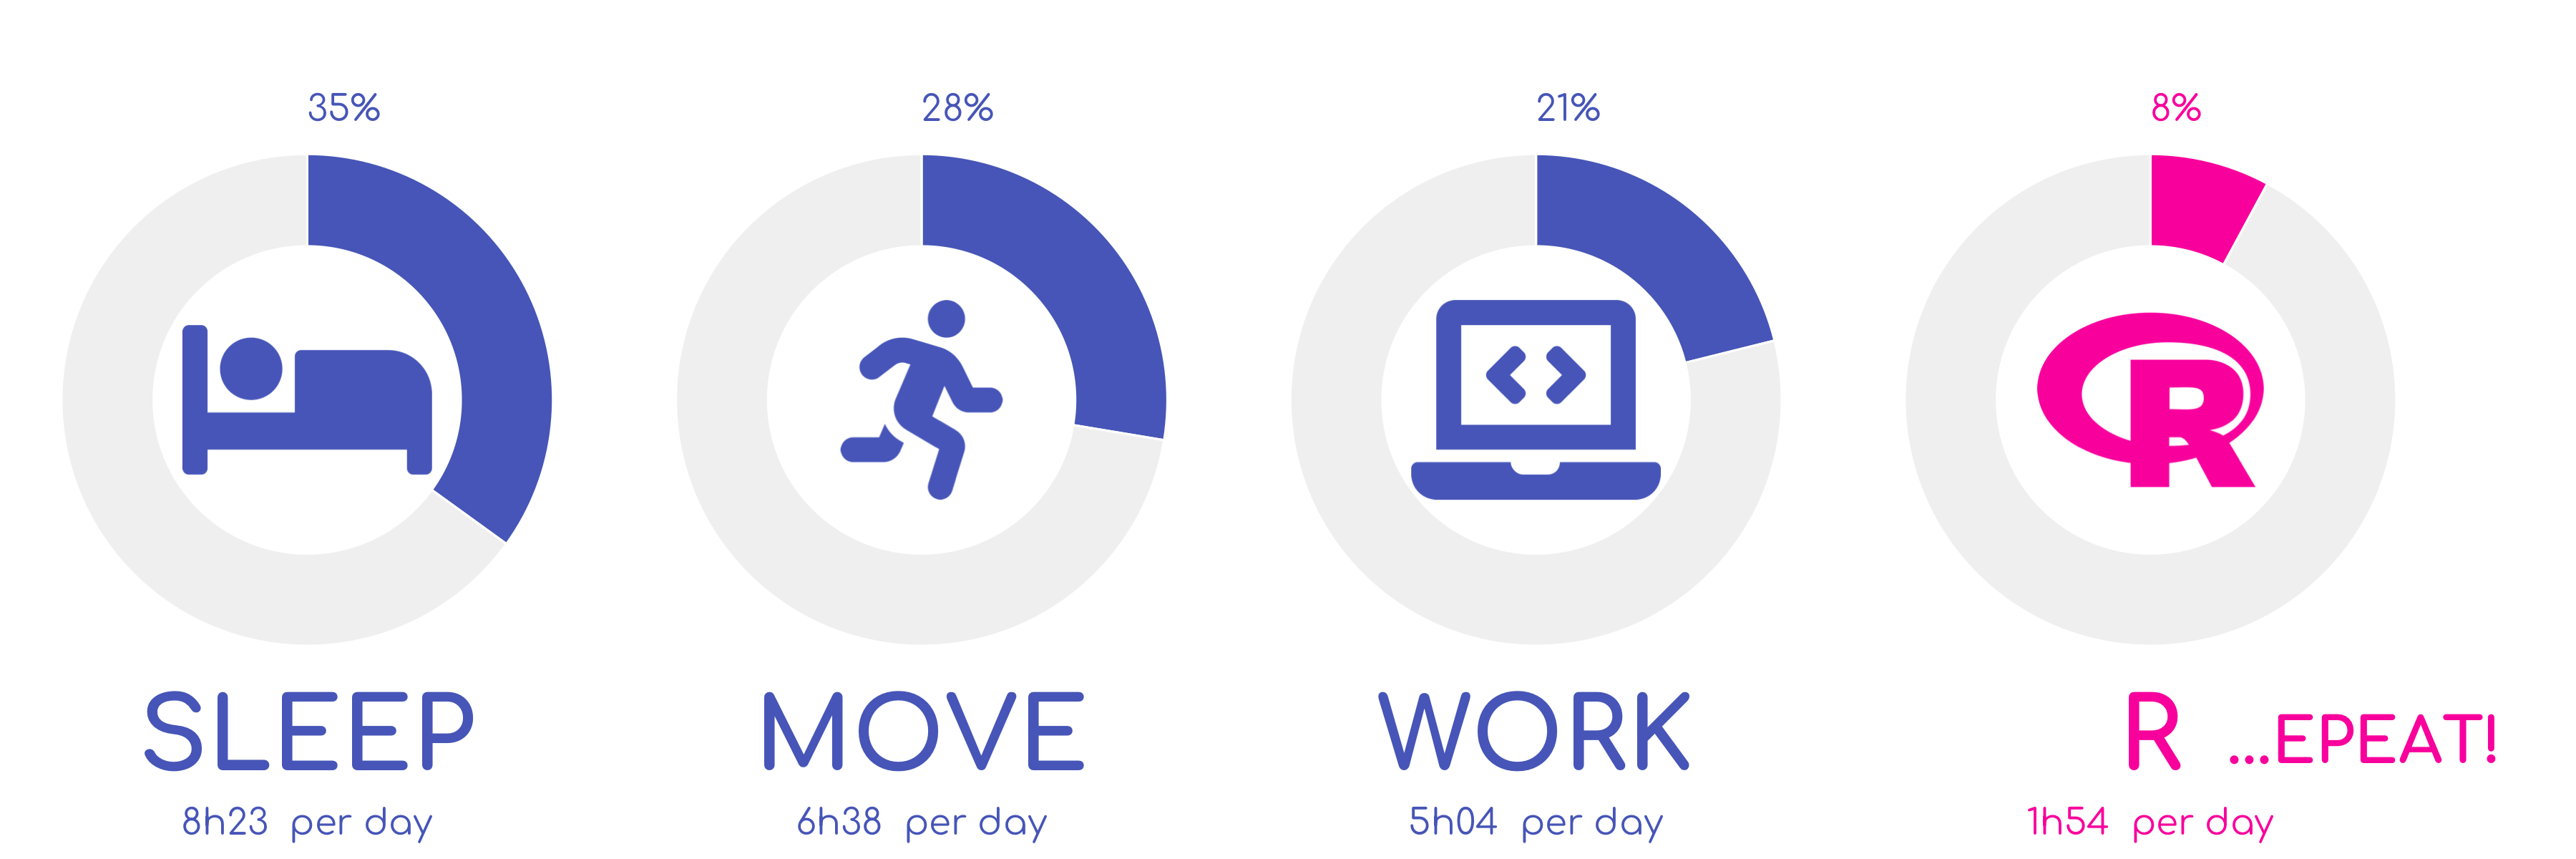 35%
28%
21%
8%
R
SLEEP
MOVE
WORK
R ...EPEAT!
8h23 per day
6h38 per day
5h04 per day
1h54 per day